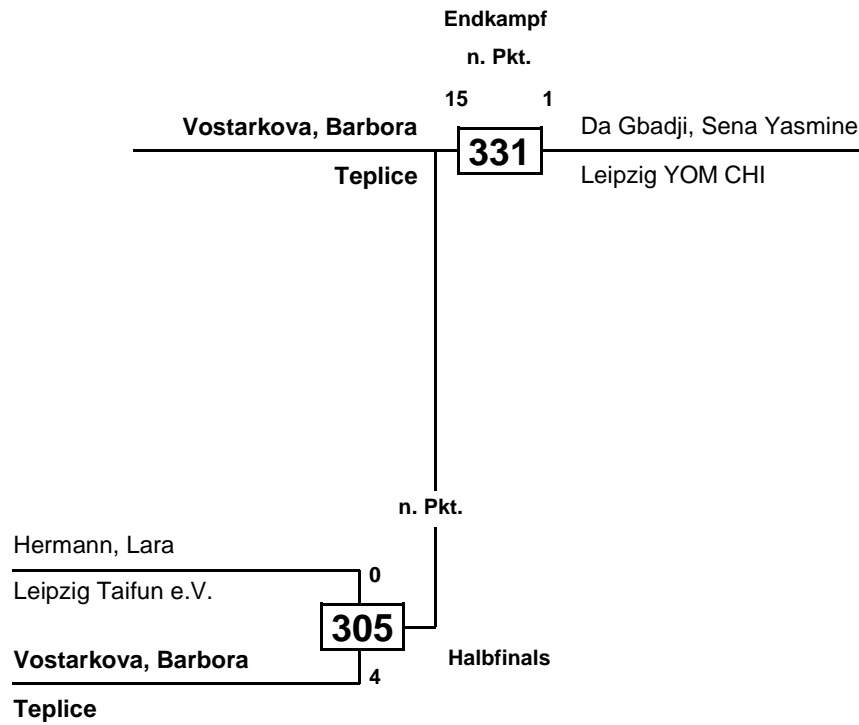 Endkampf
n. Pkt.
15 1
Vostarkova, Barbora 331 Da Gbadji, Sena Yasmine
Teplice Leipzig YOM CHI
n. Pkt.
Hermann, Lara
0
Leipzig Taifun e.V.
305
Vostarkova, Barbora Halbfinals
4
Teplice